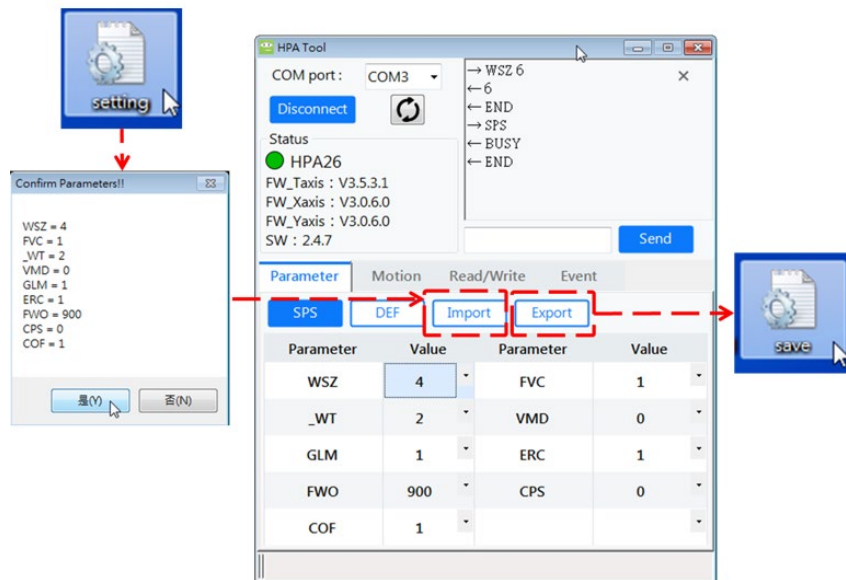 setting
Confirm Parameters!!
WSZ = 4
FVC = 1
_WT = 2
VMD = 0
GLM = 1
ERC = 1
FWO = 900
CPS = 0
COF = 1
是(Y)
否(N)
HPA Tool
COM port : COM3
Disconnect
Status
HPA26
FW_Taxis : V3.5.3.1
FW_Xaxis : V3.0.6.0
FW_Yaxis : V3.0.6.0
SW : 2.4.7
→ WSZ 6
← 6
← END
→ SPS
← BUSY
← END
Send
Parameter Motion Read/Write Event
SPS DEF Import Export
Parameter Value Parameter Value
WSZ 4 FVC 1
_WT 2 VMD 0
GLM 1 ERC 1
FWO 900 CPS 0
COF 1
save